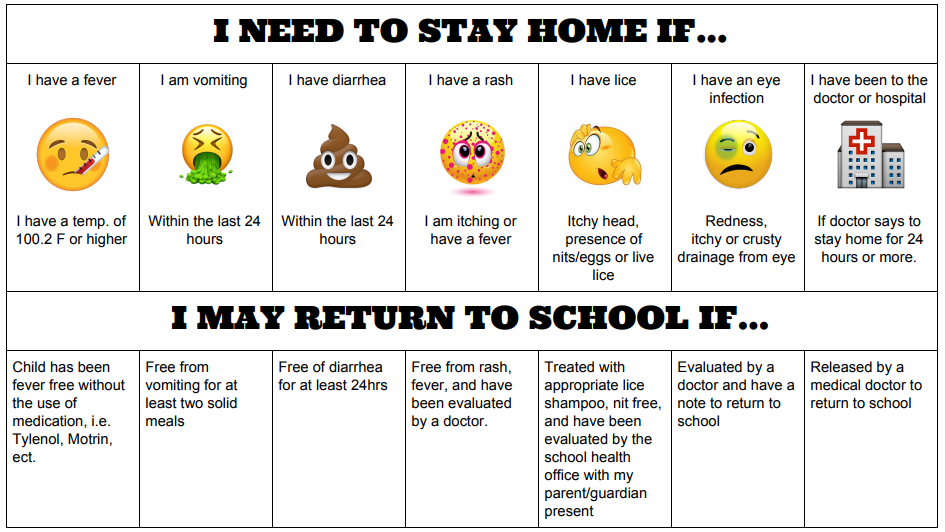 I NEED TO STAY HOME IF...
I have a fever
I have a temp. of
100.2 F or higher
I am vomiting
Within the last 24
hours
I have diarrhea
Within the last 24
hours
I have a rash
I am itching or
have a fever
I have lice
Itchy head,
presence of
nits/eggs or live
lice
I have an eye
infection
Redness,
itchy or crusty
drainage from eye
I have been to the
doctor or hospital
If doctor says to
stay home for 24
hours or more.
I MAY RETURN TO SCHOOL IF...
Child has been
fever free without
the use of
medication, i.e.
Tylenol, Motrin,
ect.
Free from
vomiting for at
least two solid
meals
Free of diarrhea
for at least 24hrs
Free from rash,
fever, and have
been evaluated
by a doctor.
Treated with
appropriate lice
shampoo, nit free,
and have been
evaluated by the
school health
office with my
parent/guardian
present
Evaluated by a
doctor and have a
note to return to
school
Released by a
medical doctor to
return to school